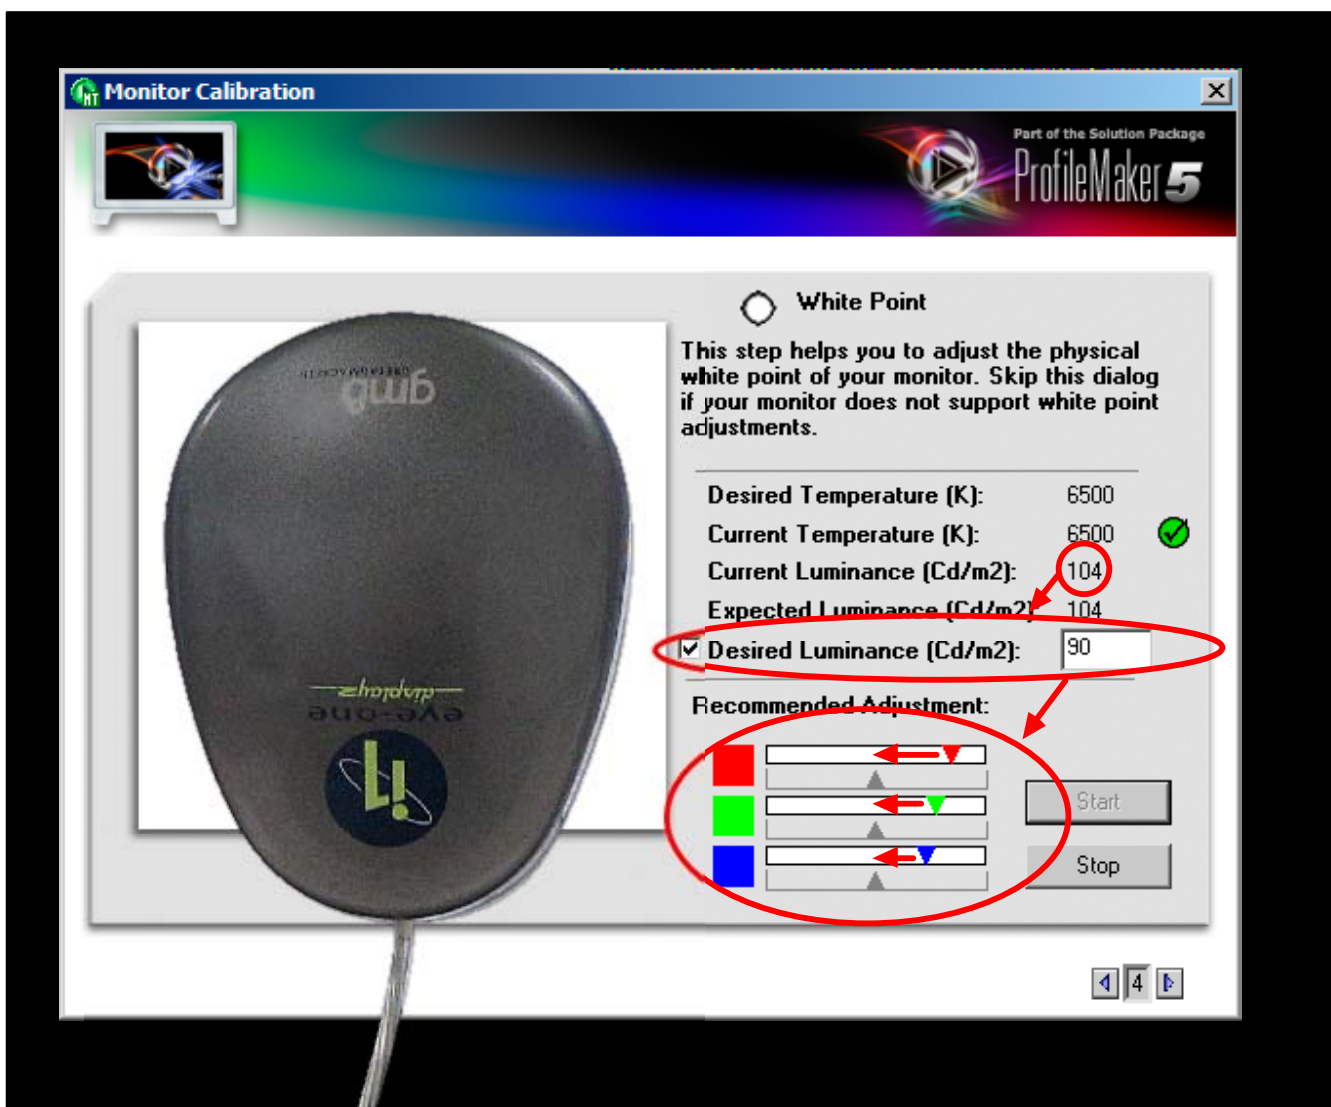 Monitor Calibration
Part of the Solution Package
ProfileMaker 5
White Point
This step helps you to adjust the physical
white point of your monitor. Skip this dialog
if your monitor does not support white point
adjustments.
gmb
GRETAGMACBETH
Desired Temperature (K): 6500
Current Temperature (K): 6500
Current Luminance (Cd/m2): 104
Expected Luminance (Cd/m2): 104
Desired Luminance (Cd/m2): 90
Recommended Adjustment:
display2
eye-one
i1
Start
Stop
4